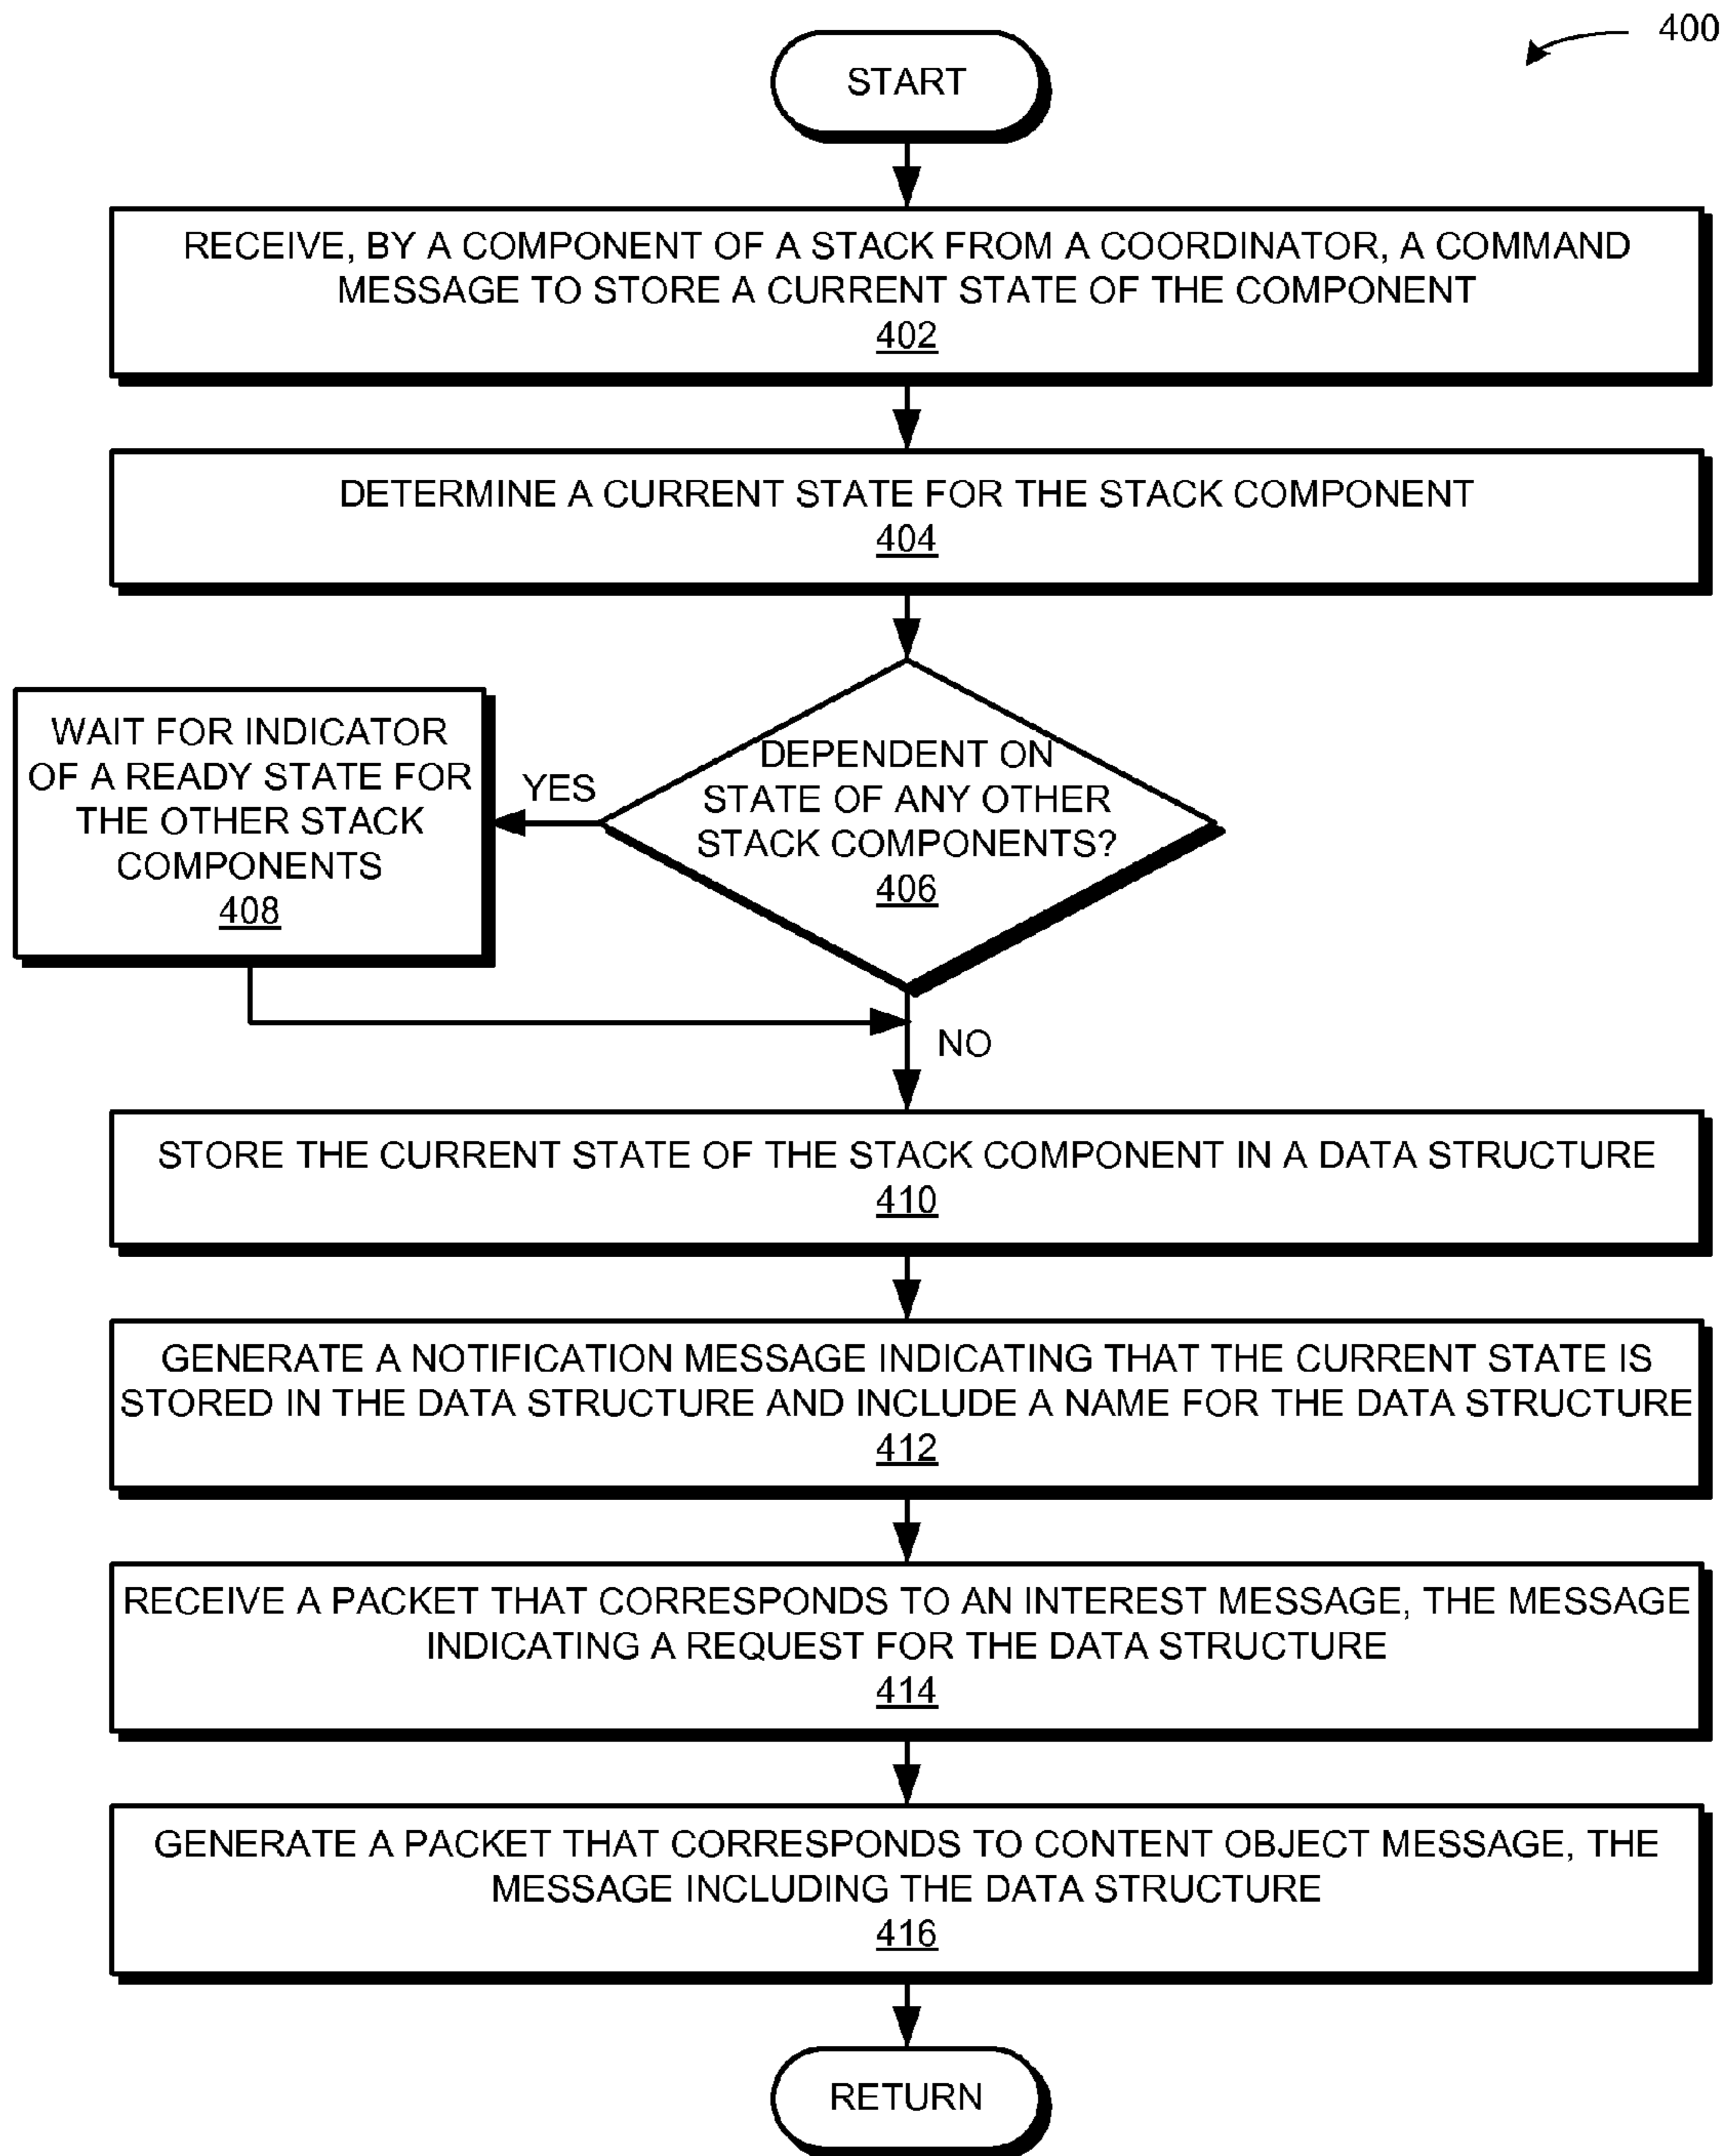 400
START
RECEIVE, BY A COMPONENT OF A STACK FROM A COORDINATOR, A COMMAND
MESSAGE TO STORE A CURRENT STATE OF THE COMPONENT
402
DETERMINE A CURRENT STATE FOR THE STACK COMPONENT
404
DEPENDENT ON
STATE OF ANY OTHER
STACK COMPONENTS?
406
YES
WAIT FOR INDICATOR
OF A READY STATE FOR
THE OTHER STACK
COMPONENTS
408
NO
STORE THE CURRENT STATE OF THE STACK COMPONENT IN A DATA STRUCTURE
410
GENERATE A NOTIFICATION MESSAGE INDICATING THAT THE CURRENT STATE IS
STORED IN THE DATA STRUCTURE AND INCLUDE A NAME FOR THE DATA STRUCTURE
412
RECEIVE A PACKET THAT CORRESPONDS TO AN INTEREST MESSAGE, THE MESSAGE
INDICATING A REQUEST FOR THE DATA STRUCTURE
414
GENERATE A PACKET THAT CORRESPONDS TO CONTENT OBJECT MESSAGE, THE
MESSAGE INCLUDING THE DATA STRUCTURE
416
RETURN